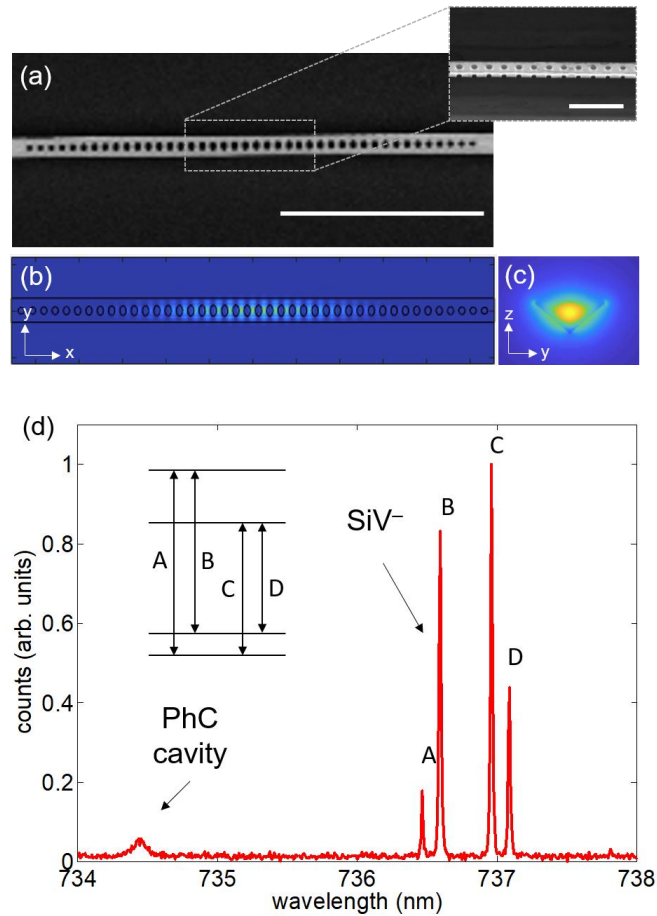 (a)
(b)
y
x
(c)
z
y
(d)
counts (arb. units)
1
0.8
0.6
0.4
0.2
0
A
B
C
D
PhC
cavity
SiV⁻
A
B
C
D
734
735
736
737
738
wavelength (nm)